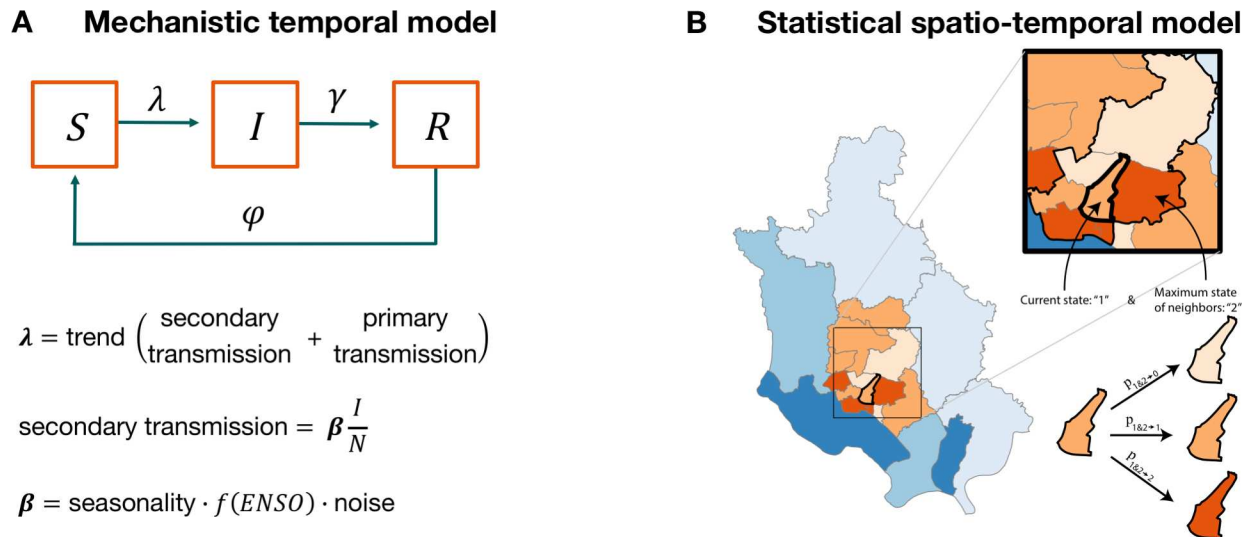 A Mechanistic temporal model
S λ I γ R
φ
λ = trend (secondary transmission + primary transmission)
secondary transmission = β I/N
β = seasonality · f(ENSO) · noise
B Statistical spatio-temporal model
Current state: "1" & Maximum state of neighbors: "2"
p1&2→0
p1&2→1
p1&2→2